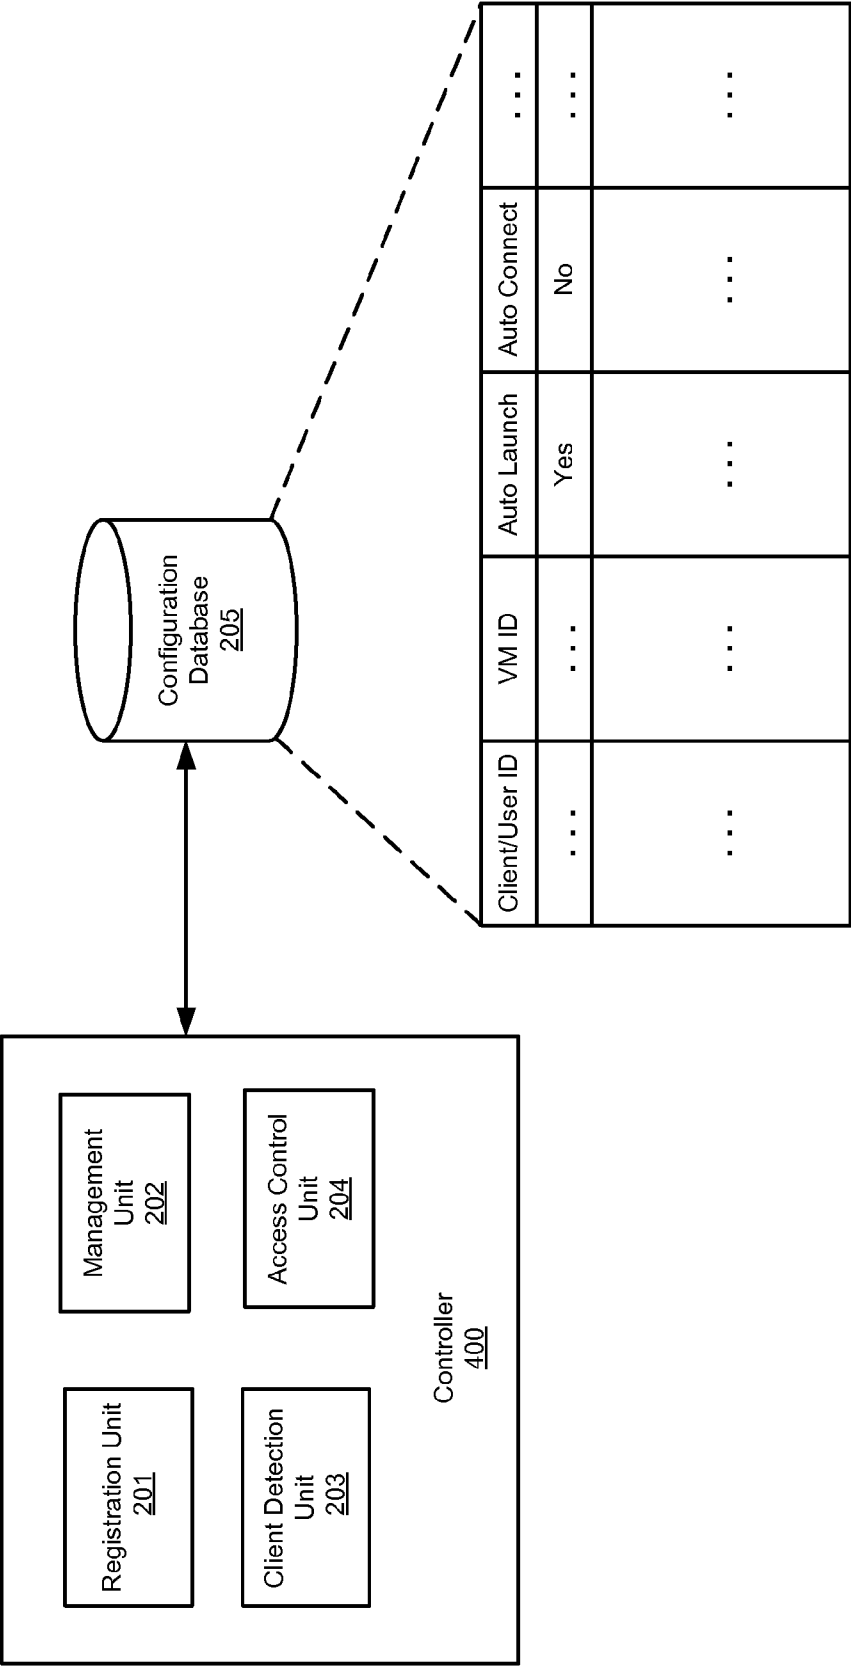 Registration Unit
201
Management
Unit
202
Client Detection
Unit
203
Access Control
Unit
204
Controller
400
Configuration
Database
205
Client/User ID
VM ID
Auto Launch
Auto Connect
...
...
...
Yes
No
...
...
...
...
...
...